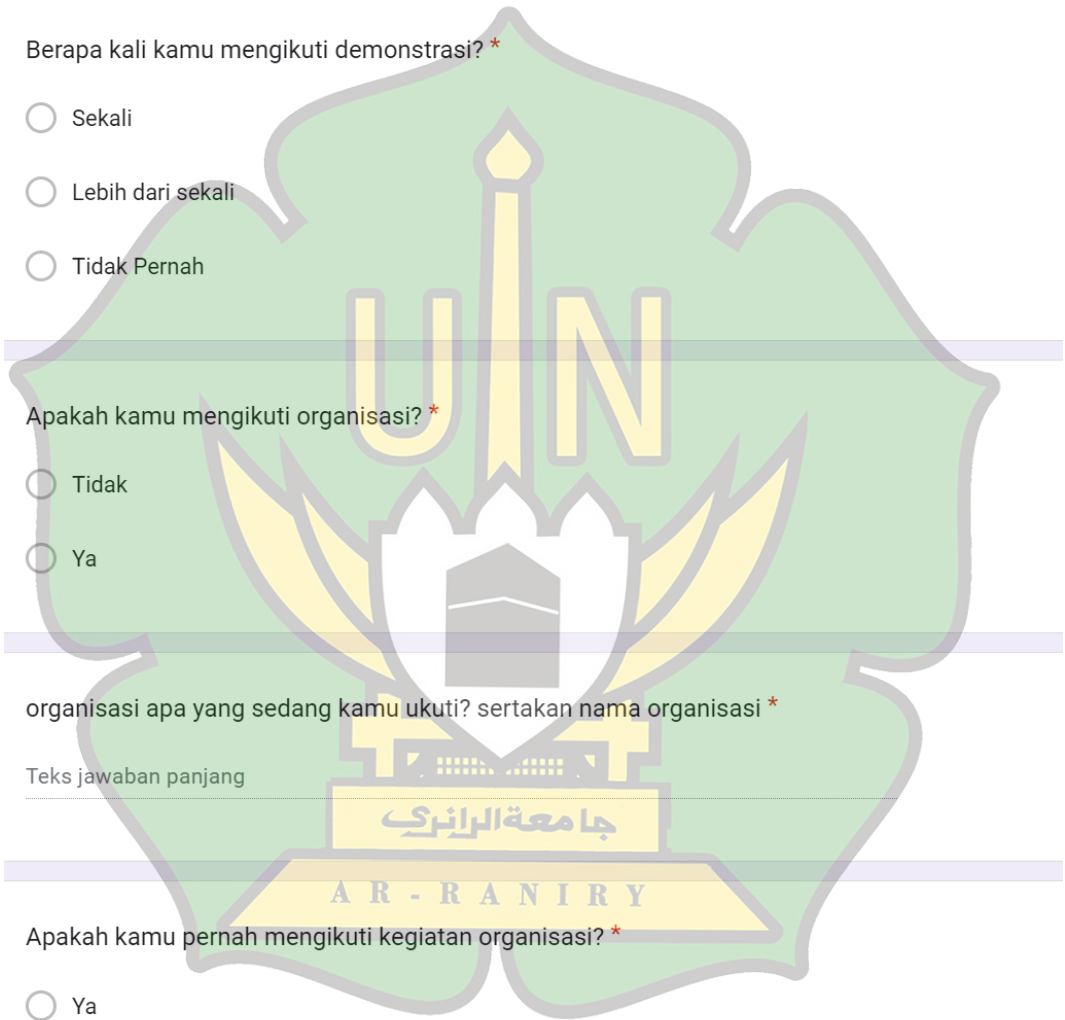 Berapa kali kamu mengikuti demonstrasi? *
Sekali
Lebih dari sekali
Tidak Pernah
UIN
Apakah kamu mengikuti organisasi? *
Tidak
Ya
organisasi apa yang sedang kamu ukuti? sertakan nama organisasi *
Teks jawaban panjang
جامعة الرانري
AR-RANIRY
Apakah kamu pernah mengikuti kegiatan organisasi? *
Ya